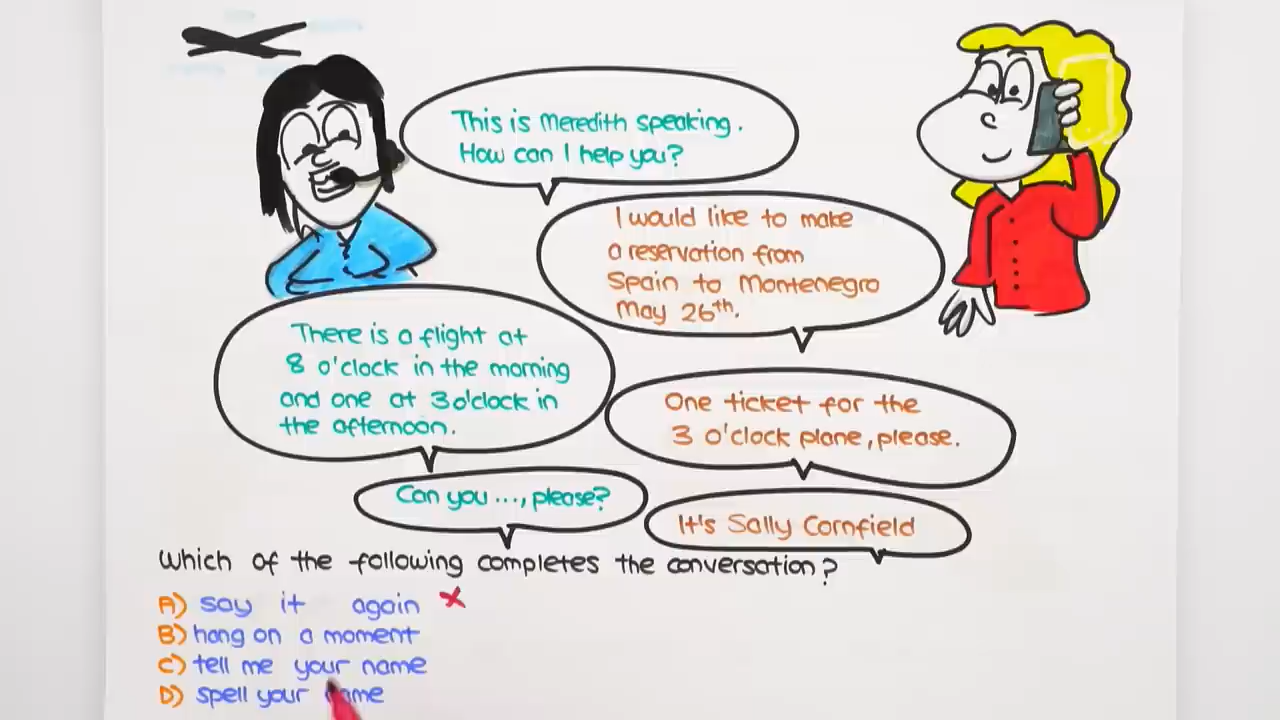 This is Meredith speaking.
How can I help you?
I would like to make
a reservation from
Spain to Montenegro
May 26th.
There is a flight at
8 o'clock in the morning
and one at 3 o'clock in
the afternoon.
One ticket for the
3 o'clock plane, please.
Can you ..., please?
It's Sally Cornfield
Which of the following completes the conversation?
A) say it again ×
B) hang on a moment
C) tell me your name
D) spell your name